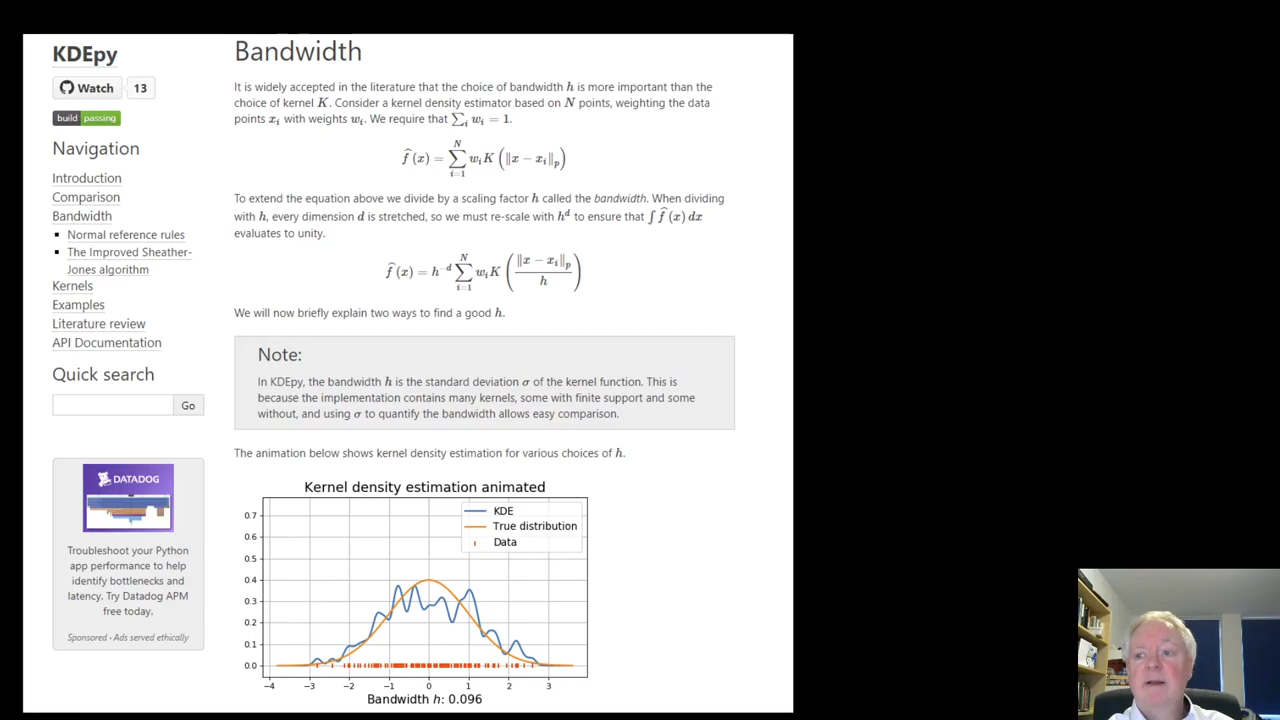 KDEpy
Watch 13
build passing
Navigation
Introduction
Comparison
Bandwidth
Normal reference rules
The Improved Sheather-
Jones algorithm
Kernels
Examples
Literature review
API Documentation
Quick search
Go
DATADOG
Troubleshoot your Python
app performance to help
identify bottlenecks and
latency. Try Datadog APM
free today.
Sponsored · Ads served ethically
Bandwidth
It is widely accepted in the literature that the choice of bandwidth h is more important than the
choice of kernel K. Consider a kernel density estimator based on N points, weighting the data
points xᵢ with weights wᵢ. We require that ∑ᵢ wᵢ = 1.
f̂ (x) = ∑_{i=1}^{N} wᵢK (‖x − xᵢ‖ₚ)
To extend the equation above we divide by a scaling factor h called the bandwidth. When dividing
with h, every dimension d is stretched, so we must re-scale with hᵈ to ensure that ∫ f̂ (x) dx
evaluates to unity.
f̂ (x) = h⁻ᵈ ∑_{i=1}^{N} wᵢK (‖x − xᵢ‖ₚ / h)
We will now briefly explain two ways to find a good h.
Note:
In KDEpy, the bandwidth h is the standard deviation σ of the kernel function. This is
because the implementation contains many kernels, some with finite support and some
without, and using σ to quantify the bandwidth allows easy comparison.
The animation below shows kernel density estimation for various choices of h.
Kernel density estimation animated
KDE
True distribution
Data
0.7
0.6
0.5
0.4
0.3
0.2
0.1
0.0
−4 −3 −2 −1 0 1 2 3
Bandwidth h: 0.096